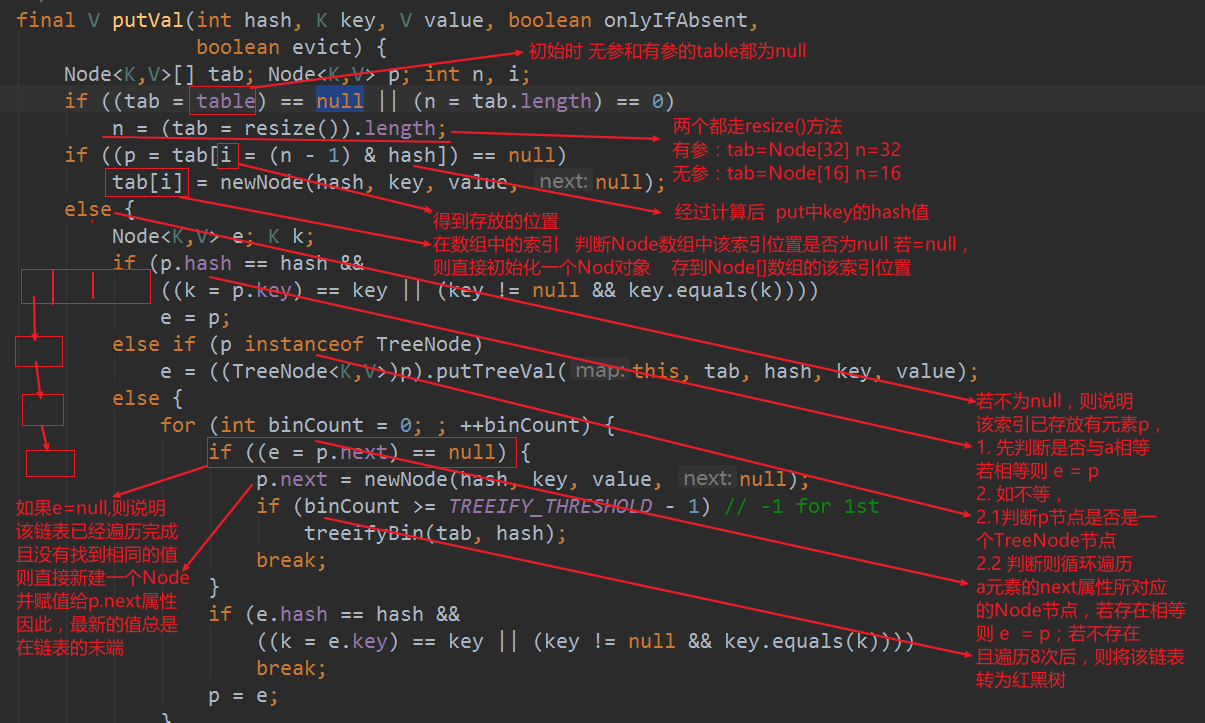 final V putVal(int hash, K key, V value, boolean onlyIfAbsent,
boolean evict) {
初始时 无参和有参的table都为null
Node<K,V>[] tab; Node<K,V> p; int n, i;
if ((tab = table) == null || (n = tab.length) == 0)
n = (tab = resize()).length;
两个都走resize()方法
有参：tab=Node[32] n=32
无参：tab=Node[16] n=16
if ((p = tab[i = (n - 1) & hash]) == null)
tab[i] = newNode(hash, key, value, next: null);
经过计算后 put中key的hash值
else {
得到存放的位置
在数组中的索引 判断Node数组中该索引位置是否为null 若=null，
则直接初始化一个Nod对象 存到Node[]数组的该索引位置
Node<K,V> e; K k;
if (p.hash == hash &&
((k = p.key) == key || (key != null && key.equals(k))))
e = p;
else if (p instanceof TreeNode)
e = ((TreeNode<K,V>)p).putTreeVal( map: this, tab, hash, key, value);
else {
for (int binCount = 0; ; ++binCount) {
if ((e = p.next) == null) {
p.next = newNode(hash, key, value, next: null);
if (binCount >= TREEIFY_THRESHOLD - 1) // -1 for 1st
treeifyBin(tab, hash);
break;
}
if (e.hash == hash &&
((k = e.key) == key || (key != null && key.equals(k))))
break;
p = e;
}
如果e=null,则说明
该链表已经遍历完成
且没有找到相同的值
则直接新建一个Node
并赋值给p.next属性
因此，最新的值总是
在链表的末端
若不为null，则说明
该索引已存放有元素p，
1. 先判断是否与a相等
若相等则 e = p
2. 如不等，
2.1判断p节点是否是一
个TreeNode节点
2.2 判断则循环遍历
a元素的next属性所对应
的Node节点，若存在相等
则 e = p；若不存在
且遍历8次后，则将该链表
转为红黑树